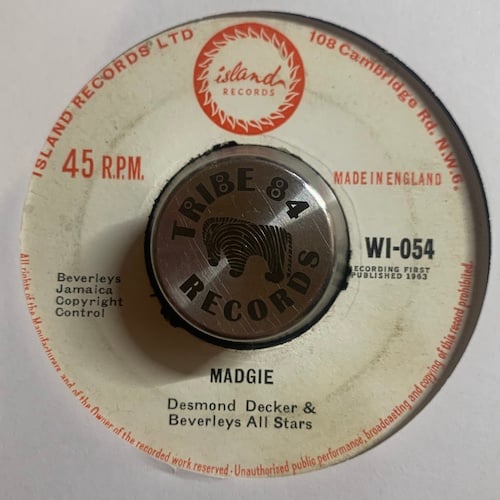 ISLAND RECORDS LTD
108 Cambridge Rd. N.W.6.
island
RECORDS
45 R.P.M.
MADE IN ENGLAND
TRIBE 84
RECORDS
WI-054
RECORDING FIRST
PUBLISHED 1963
Beverleys
Jamaica
Copyright
Control
MADGIE
Desmond Decker &
Beverleys All Stars
All rights of the Manufacturer and of the Owner of the recorded work reserved - Unauthorized public performance, broadcasting and copying of this record prohibited.